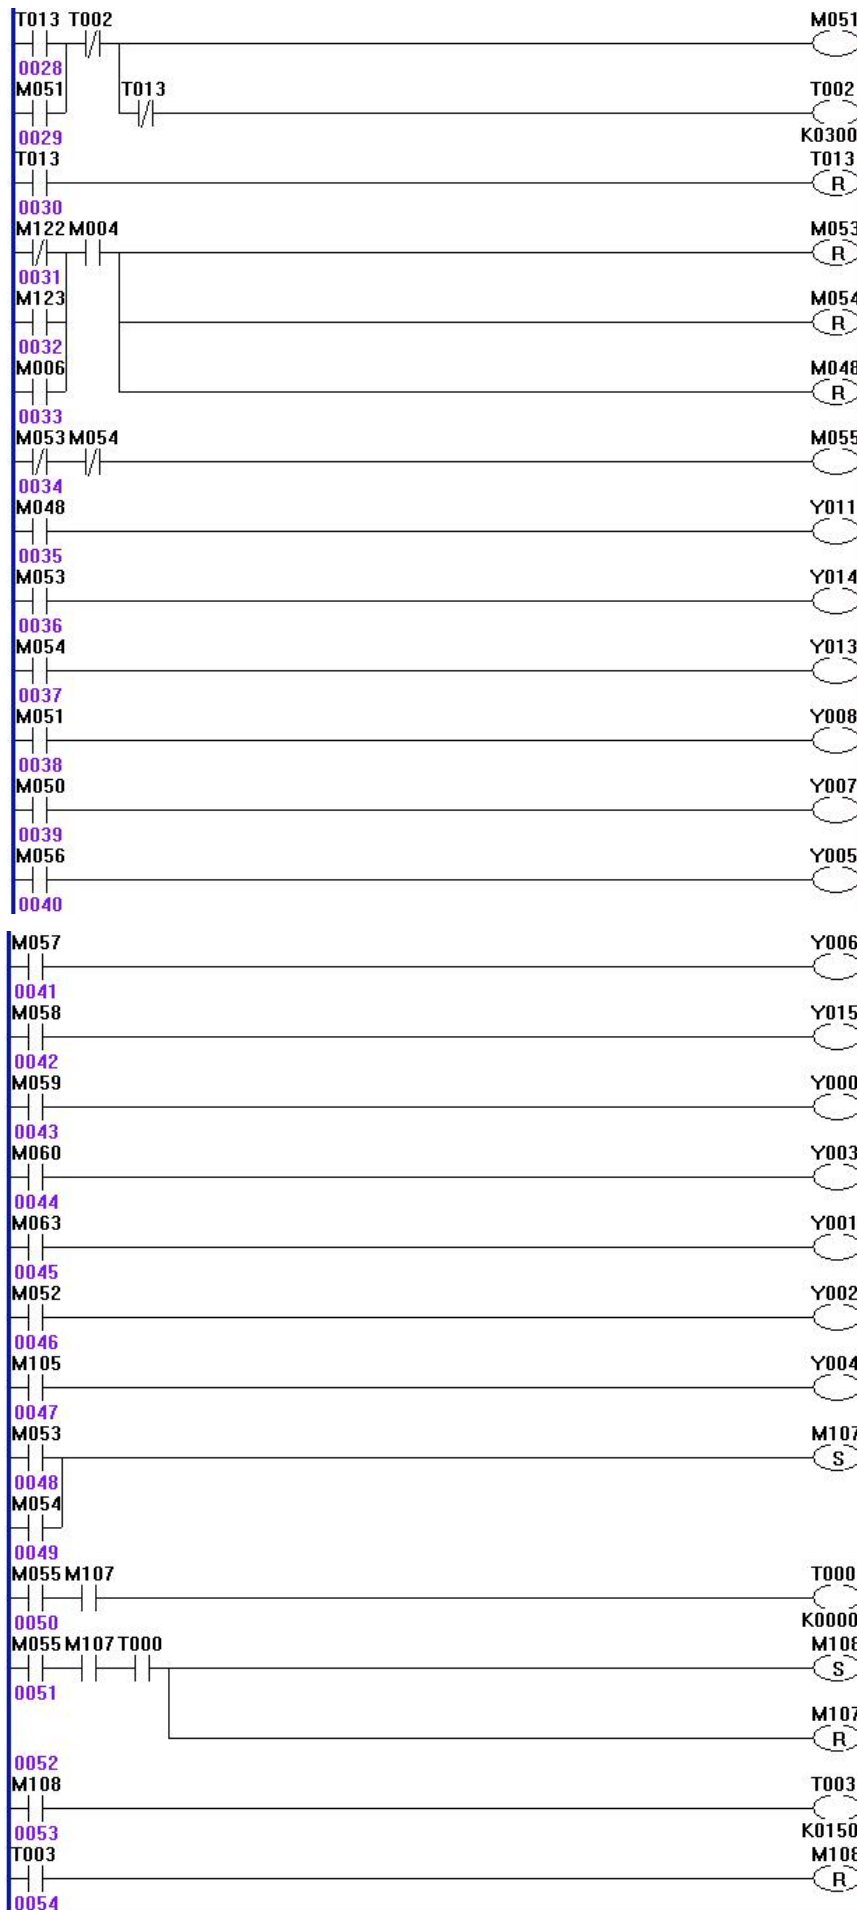 T013 T002 M051
0028
M051 T013 T002
0029 K0300
T013 T013
R
0030
M122 M004 M053
R
0031
M123 M054
R
0032
M006 M048
R
0033
M053 M054 M055
0034
M048 Y011
0035
M053 Y014
0036
M054 Y013
0037
M051 Y008
0038
M050 Y007
0039
M056 Y005
0040
M057 Y006
0041
M058 Y015
0042
M059 Y000
0043
M060 Y003
0044
M063 Y001
0045
M052 Y002
0046
M105 Y004
0047
M053 M107
S
0048
M054
0049
M055 M107 T000
0050 K0000
M055 M107 T000 M108
S
0051
M107
R
0052
M108 T003
0053 K0150
T003 M108
R
0054